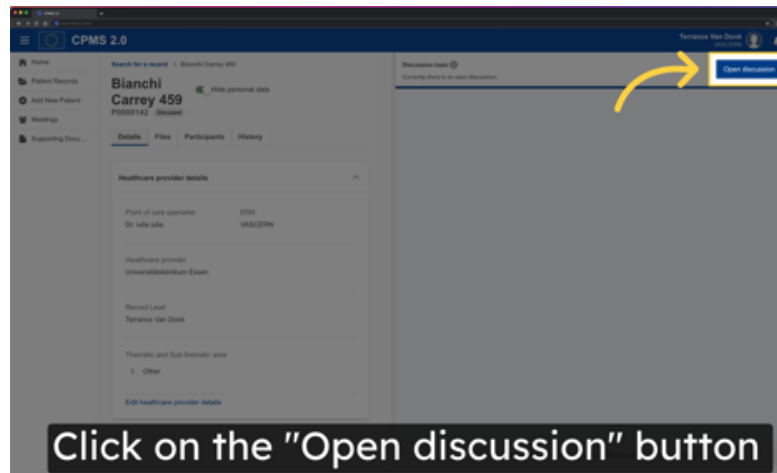 CPMS 2.0
Terrance Van Donk
VASCERN
Home
Patient Records
Add New Patient
Meetings
Supporting Docu...
Search for a record > Bianchi Carrey 459
Bianchi
Carrey 459
Hide personal data
P0000142
Details Files Participants History
Healthcare provider details
Point of care specialist ERN
Dr. iulia iulia VASCERN
Healthcare provider
Universitätsklinikum Essen
Record Lead
Terrance Van Donk
Thematic and Sub-thematic area
> Other
Edit healthcare provider details
Discussion topic
Currently there is no open discussion.
Open discussion
Click on the "Open discussion" button